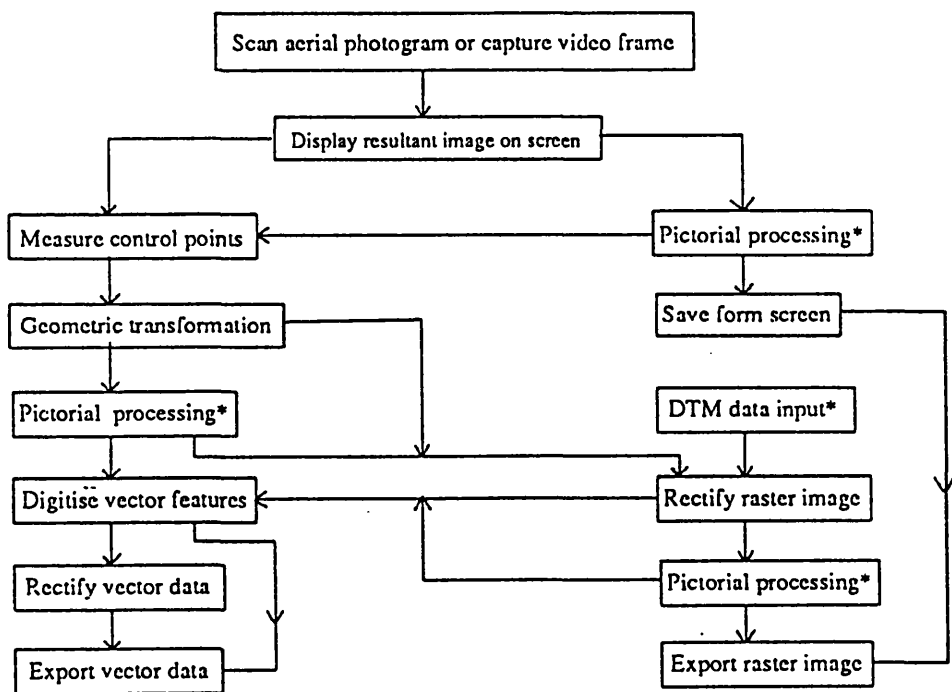 Scan aerial photogram or capture video frame
Display resultant image on screen
Measure control points
Pictorial processing*
Geometric transformation
Save form screen
Pictorial processing*
DTM data input*
Digitise vector features
Rectify raster image
Rectify vector data
Pictorial processing*
Export vector data
Export raster image